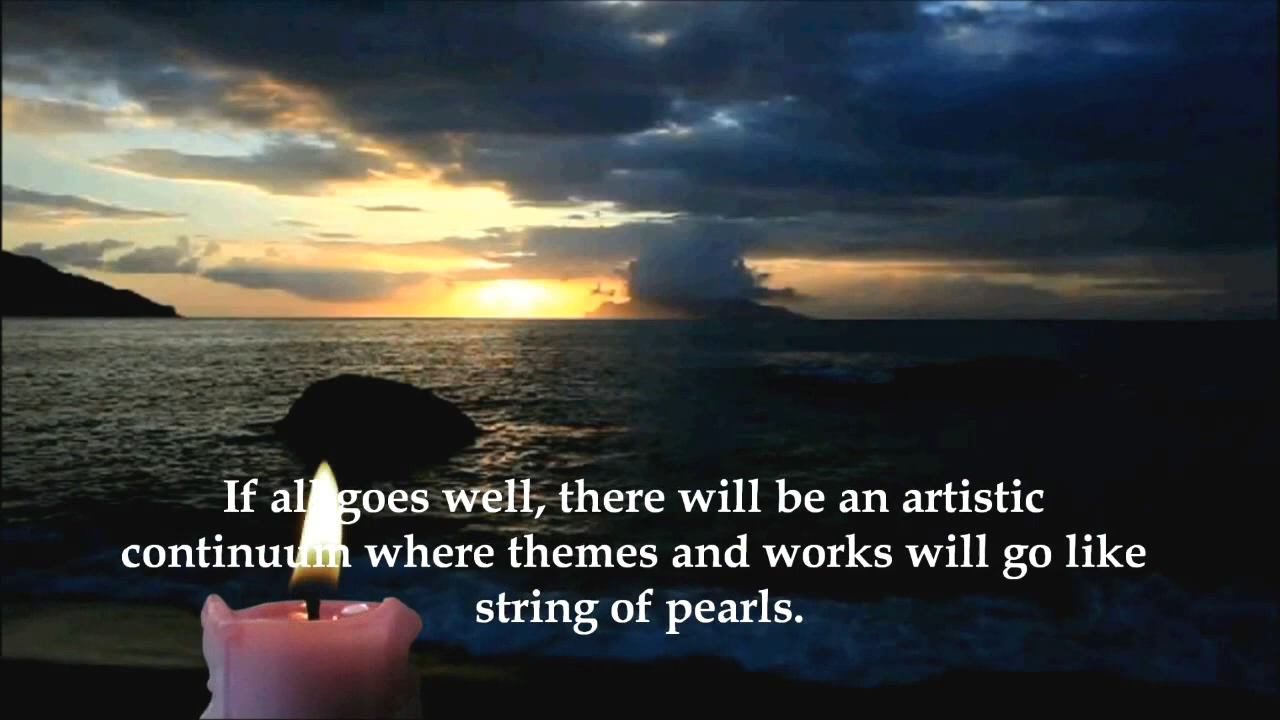 If all goes well, there will be an artistic
continuum where themes and works will go like
string of pearls.